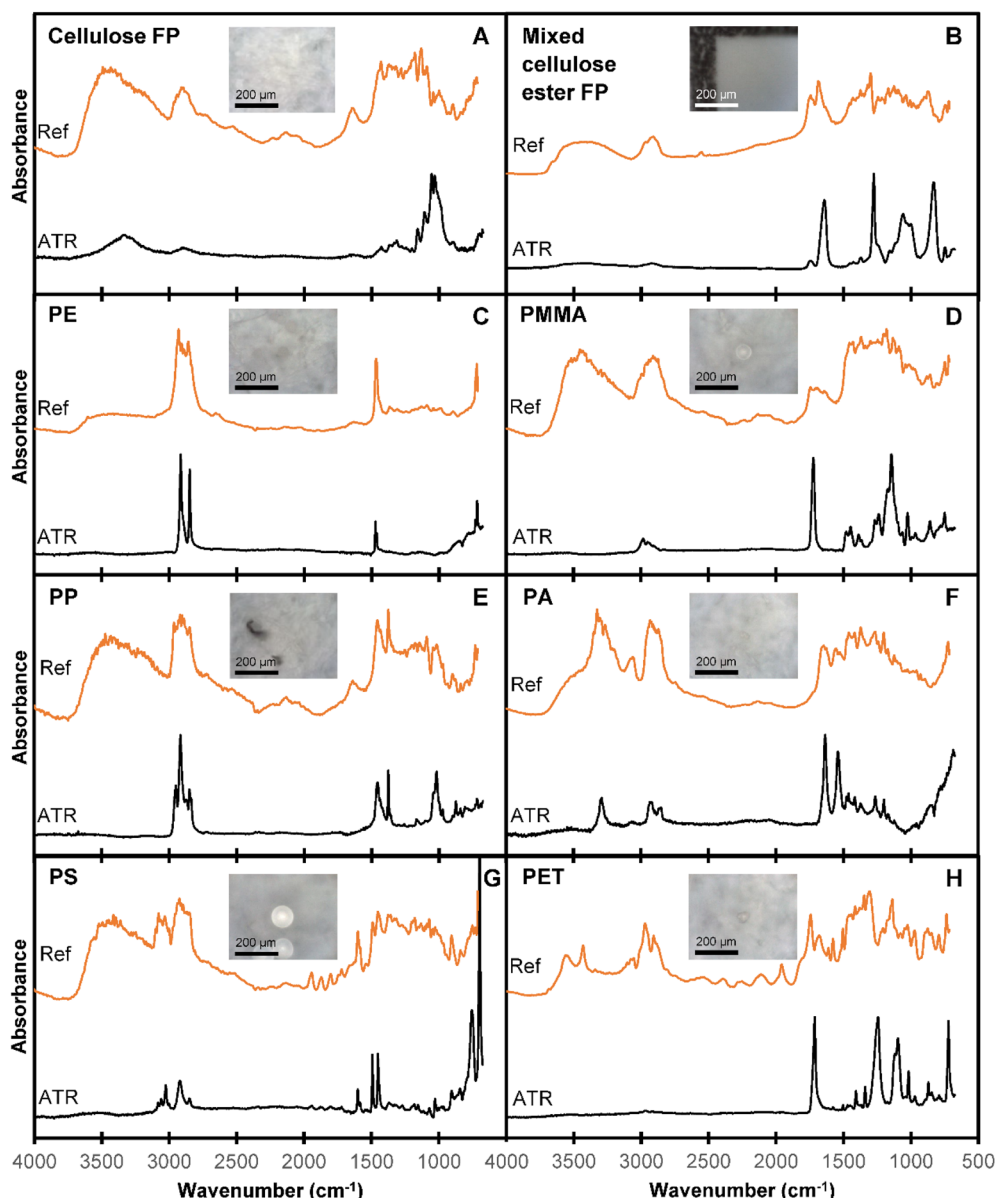 Cellulose FP
A
200 µm
Ref
ATR
Absorbance
Mixed
cellulose
ester FP
B
200 µm
Ref
ATR
PE
C
200 µm
Ref
ATR
Absorbance
PMMA
D
200 µm
Ref
ATR
PP
E
200 µm
Ref
ATR
Absorbance
PA
F
200 µm
Ref
ATR
PS
G
200 µm
Ref
ATR
Absorbance
PET
H
200 µm
Ref
ATR
4000 3500 3000 2500 2000 1500 1000 4000 3500 3000 2500 2000 1500 1000 500
Wavenumber (cm⁻¹) Wavenumber (cm⁻¹)